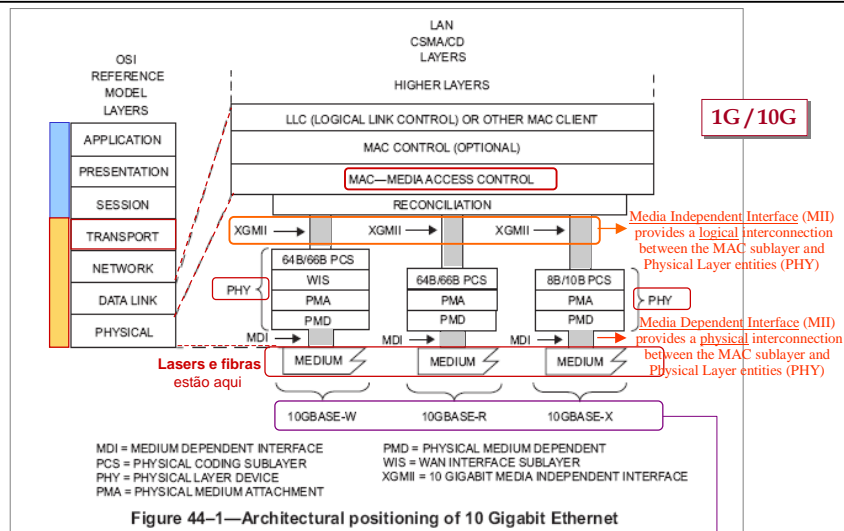 LAN
CSMA/CD
LAYERS
OSI
REFERENCE
MODEL
LAYERS
HIGHER LAYERS
1G / 10G
LLC (LOGICAL LINK CONTROL) OR OTHER MAC CLIENT
MAC CONTROL (OPTIONAL)
MAC—MEDIA ACCESS CONTROL
RECONCILIATION
APPLICATION
PRESENTATION
SESSION
TRANSPORT
NETWORK
DATA LINK
PHYSICAL
XGMII
XGMII
XGMII
Media Independent Interface (MII)
provides a logical interconnection
between the MAC sublayer and
Physical Layer entities (PHY)
PHY
64B/66B PCS
WIS
PMA
PMD
64B/66B PCS
PMA
PMD
8B/10B PCS
PMA
PMD
PHY
MDI
MDI
MDI
Media Dependent Interface (MII)
provides a physical interconnection
between the MAC sublayer and
Physical Layer entities (PHY)
Lasers e fibras
estão aqui
MEDIUM
MEDIUM
MEDIUM
10GBASE-W
10GBASE-R
10GBASE-X
MDI = MEDIUM DEPENDENT INTERFACE
PCS = PHYSICAL CODING SUBLAYER
PHY = PHYSICAL LAYER DEVICE
PMA = PHYSICAL MEDIUM ATTACHMENT
PMD = PHYSICAL MEDIUM DEPENDENT
WIS = WAN INTERFACE SUBLAYER
XGMII = 10 GIGABIT MEDIA INDEPENDENT INTERFACE
Figure 44–1—Architectural positioning of 10 Gigabit Ethernet